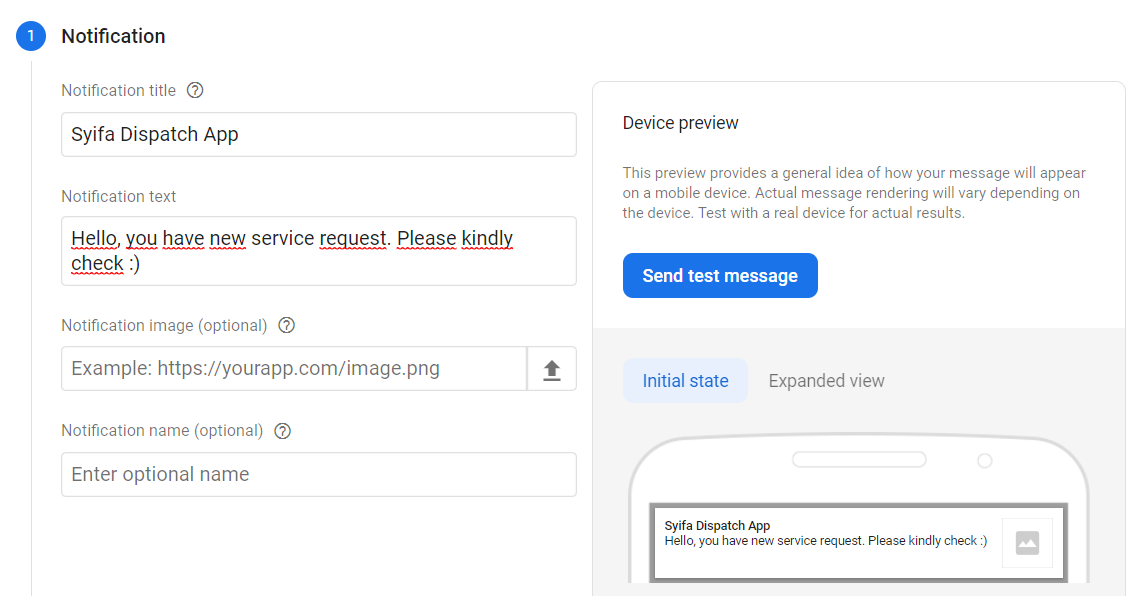 1 Notification
Notification title
Syifa Dispatch App
Notification text
Hello, you have new service request. Please kindly
check :)
Notification image (optional)
Example: https://yourapp.com/image.png
Notification name (optional)
Enter optional name
Device preview
This preview provides a general idea of how your message will appear
on a mobile device. Actual message rendering will vary depending on
the device. Test with a real device for actual results.
Send test message
Initial state
Expanded view
Syifa Dispatch App
Hello, you have new service request. Please kindly check :)